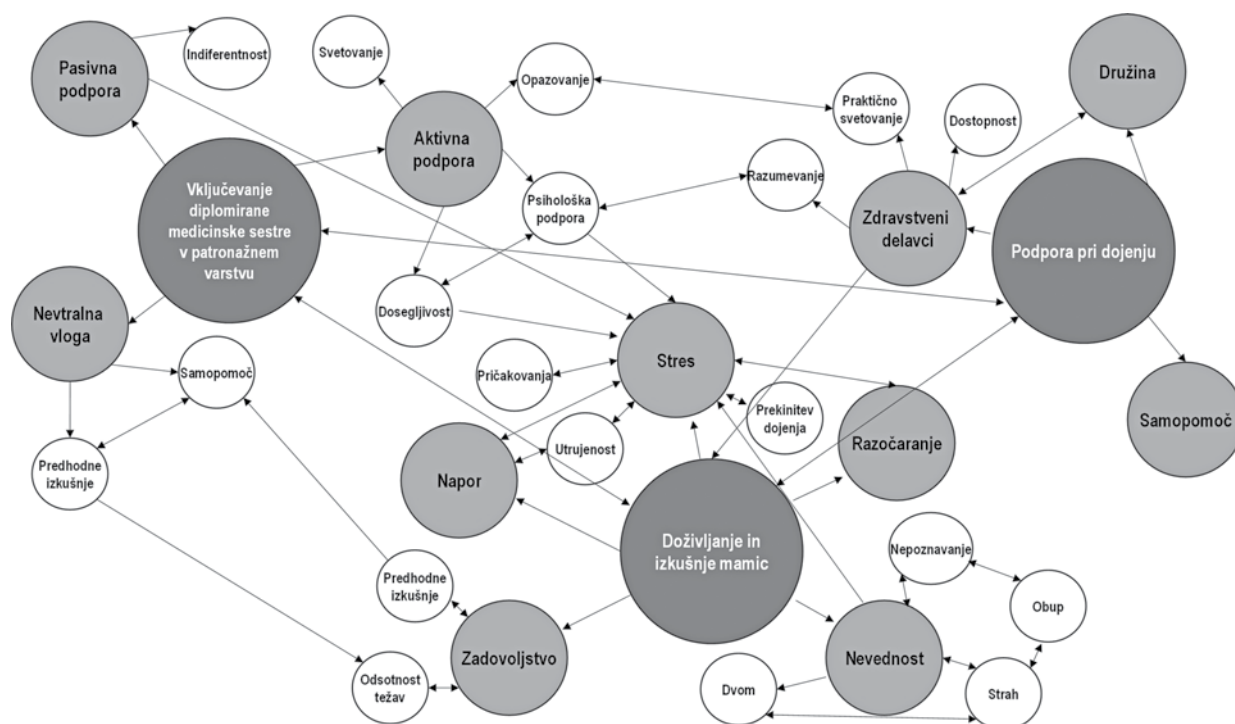 Pasivna
podpora
Indiferentnost
Svetovanje
Opazovanje
Praktično
svetovanje
Dostopnost
Družina
Aktivna
podpora
Razumevanje
Vključevanje
diplomirane
medicinske sestre
v patronažnem
varstvu
Psihološka
podpora
Zdravstveni
delavci
Podpora pri dojenju
Nevtralna
vloga
Dosegljivost
Samopomoč
Pričakovanja
Stres
Prekinitev
dojenja
Razočaranje
Samopomoč
Predhodne
izkušnje
Napor
Utrujenost
Doživljanje in
izkušnje mamic
Nepoznavanje
Obup
Predhodne
izkušnje
Zadovoljstvo
Nevednost
Odsotnost
težav
Dvom
Strah